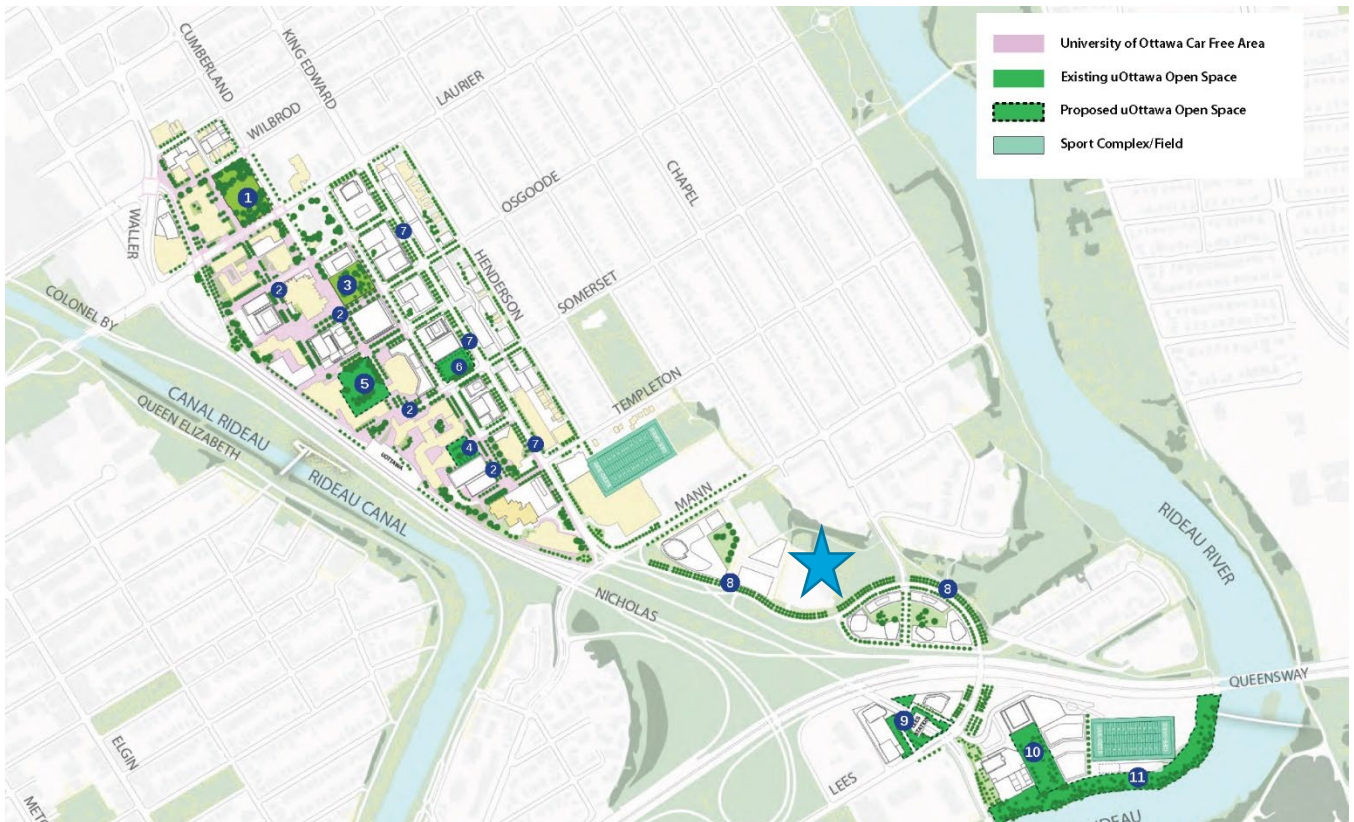 University of Ottawa Car Free Area
Existing uOttawa Open Space
Proposed uOttawa Open Space
Sport Complex/Field
CUMBERLAND
KING EDWARD
WILBROD
LAURIER
1
WALLER
OSGOODE
CHAPEL
7
HENDERSON
2
3
SOMERSET
COLONEL BY
2
7
6
5
TEMPLETON
CANAL RIDEAU
QUEEN ELIZABETH
2
4
7
2
UOTTAWA
RIDEAU CANAL
MANN
RIDEAU RIVER
8
8
NICHOLAS
QUEENSWAY
9
10
11
LEES
ELGIN
RIDEAU